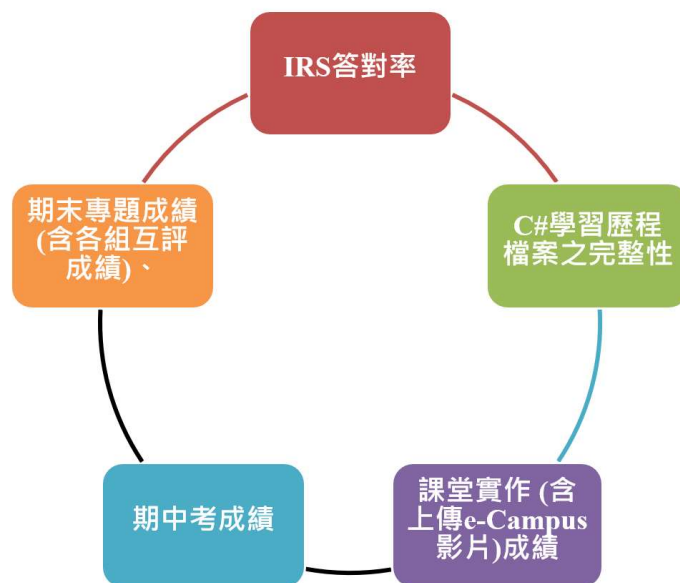 IRS答對率
C#學習歷程
檔案之完整性
課堂實作 (含
上傳e-Campus
影片)成績
期中考成績
期末專題成績
(含各組互評
成績)、